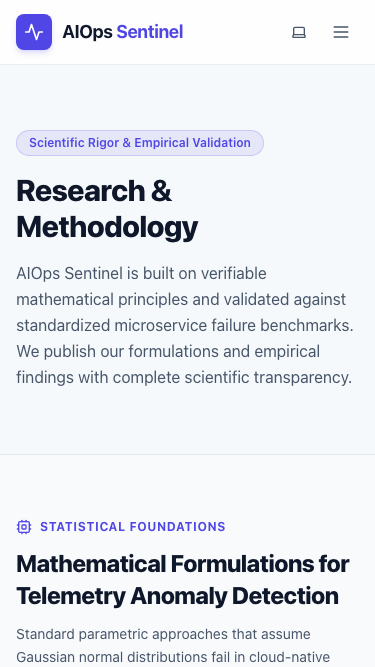 AIOps Sentinel
Scientific Rigor & Empirical Validation
Research &
Methodology
AIOps Sentinel is built on verifiable
mathematical principles and validated against
standardized microservice failure benchmarks.
We publish our formulations and empirical
findings with complete scientific transparency.
STATISTICAL FOUNDATIONS
Mathematical Formulations for
Telemetry Anomaly Detection
Standard parametric approaches that assume
Gaussian normal distributions fail in cloud-native